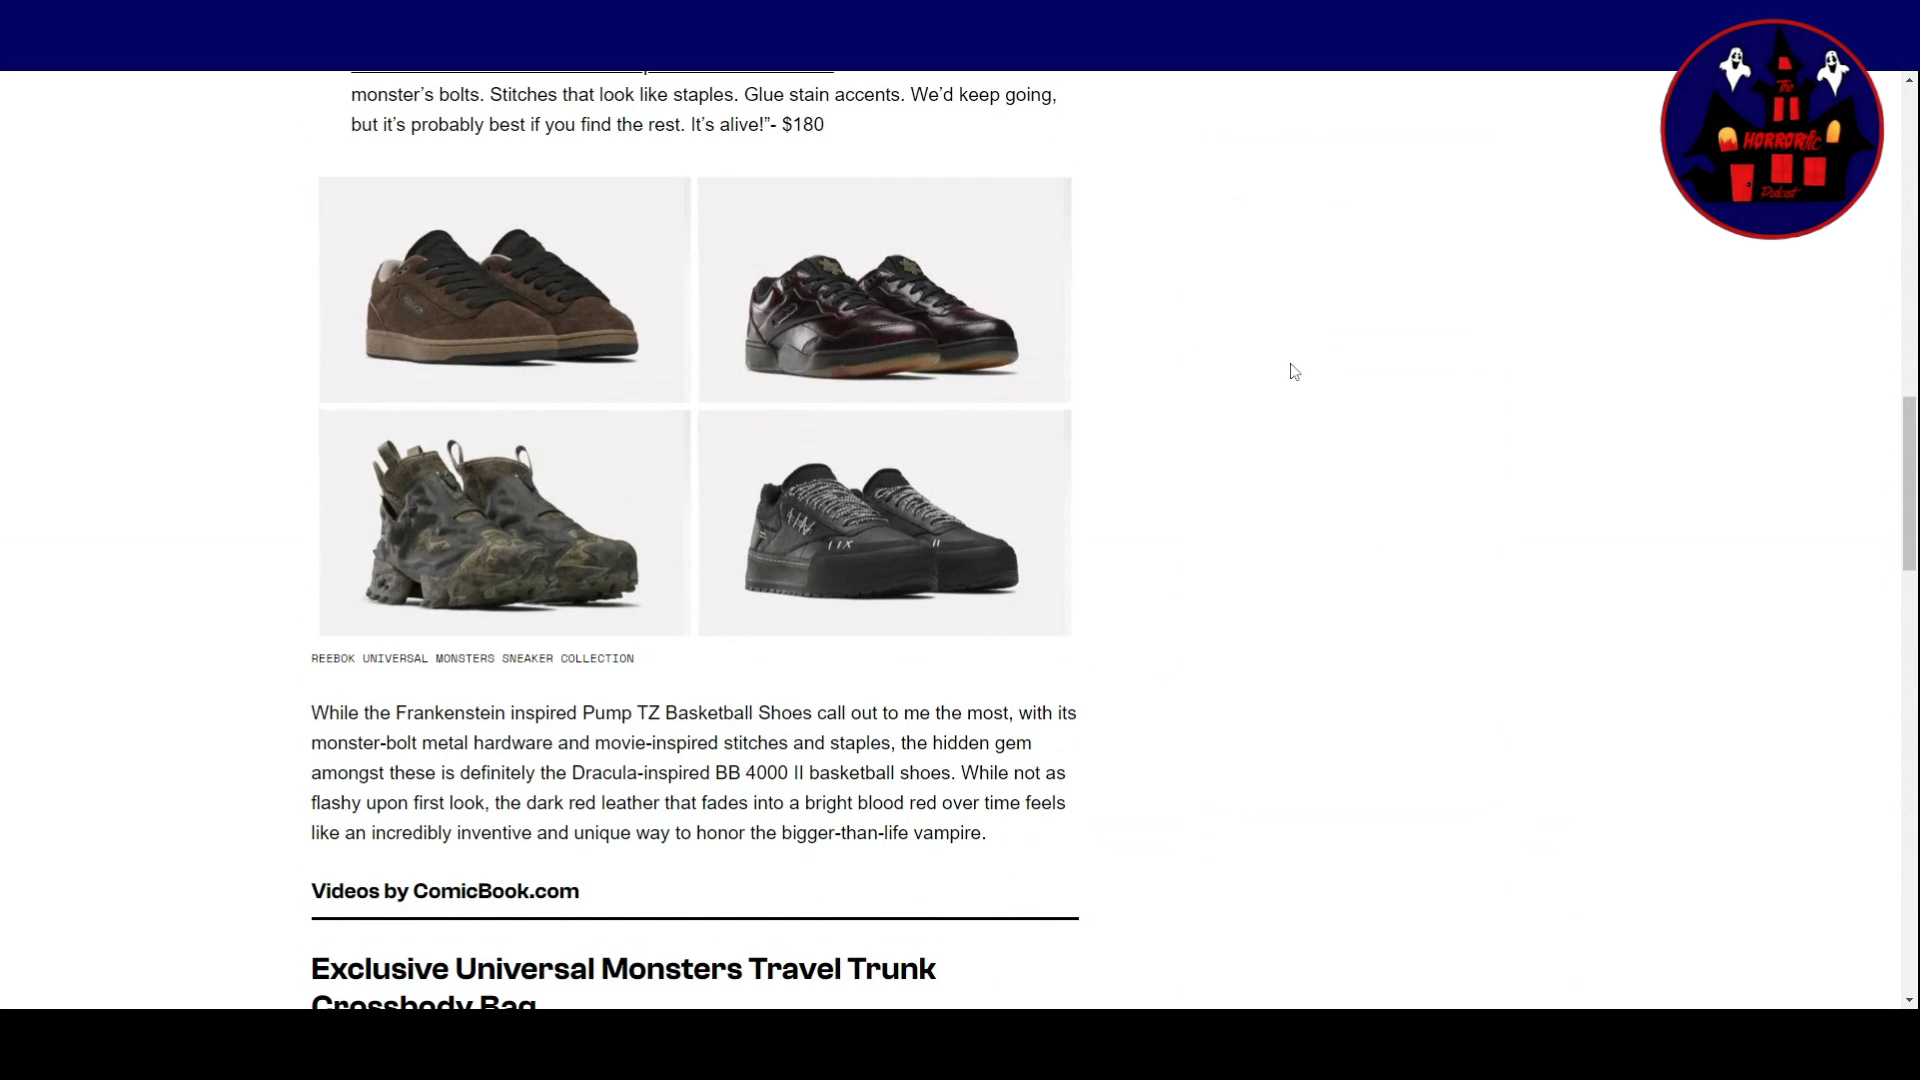 monster’s bolts. Stitches that look like staples. Glue stain accents. We’d keep going,
but it’s probably best if you find the rest. It’s alive!”- $180
The
HORRORific
Podcast
REEBOK UNIVERSAL MONSTERS SNEAKER COLLECTION
While the Frankenstein inspired Pump TZ Basketball Shoes call out to me the most, with its
monster-bolt metal hardware and movie-inspired stitches and staples, the hidden gem
amongst these is definitely the Dracula-inspired BB 4000 II basketball shoes. While not as
flashy upon first look, the dark red leather that fades into a bright blood red over time feels
like an incredibly inventive and unique way to honor the bigger-than-life vampire.
Videos by ComicBook.com
Exclusive Universal Monsters Travel Trunk
Crossbody Bag